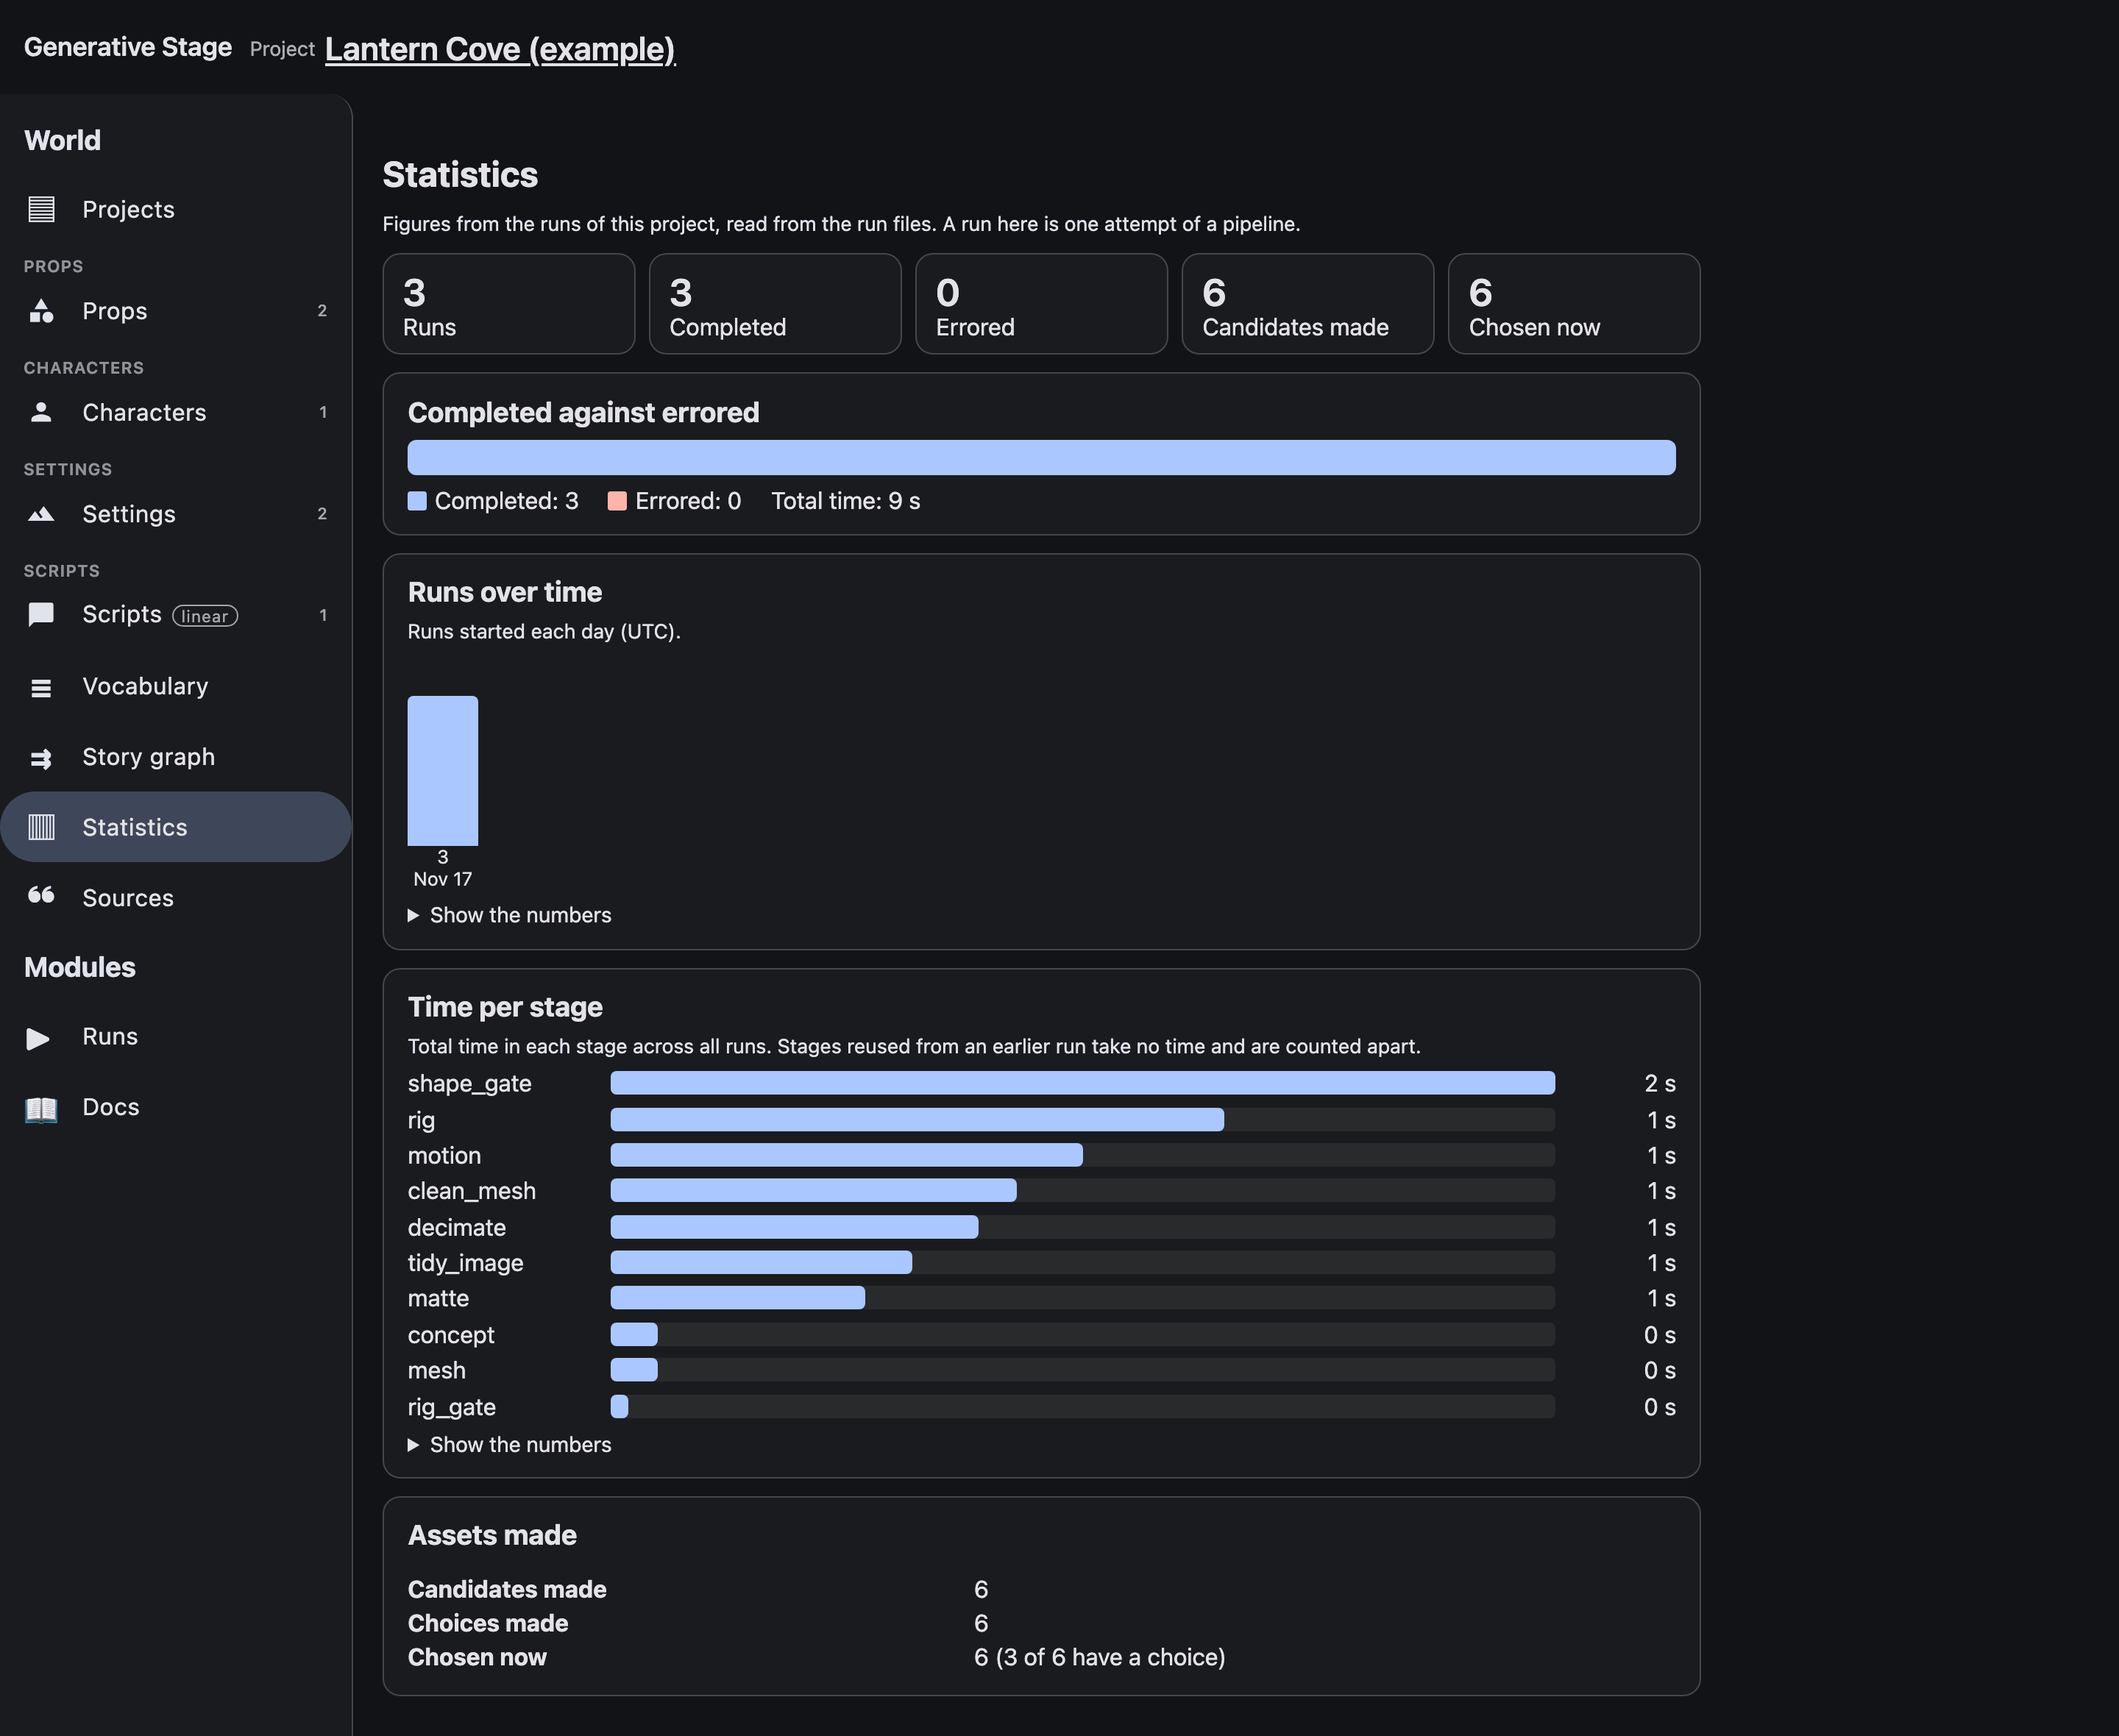 Generative Stage Project Lantern Cove (example)
World
Projects
PROPS
Props 2
CHARACTERS
Characters 1
SETTINGS
Settings 2
SCRIPTS
Scripts linear 1
Vocabulary
Story graph
Statistics
Sources
Modules
Runs
Docs
Statistics
Figures from the runs of this project, read from the run files. A run here is one attempt of a pipeline.
3
Runs
3
Completed
0
Errored
6
Candidates made
6
Chosen now
Completed against errored
Completed: 3 Errored: 0 Total time: 9 s
Runs over time
Runs started each day (UTC).
3
Nov 17
Show the numbers
Time per stage
Total time in each stage across all runs. Stages reused from an earlier run take no time and are counted apart.
shape_gate 2 s
rig 1 s
motion 1 s
clean_mesh 1 s
decimate 1 s
tidy_image 1 s
matte 1 s
concept 0 s
mesh 0 s
rig_gate 0 s
Show the numbers
Assets made
Candidates made 6
Choices made 6
Chosen now 6 (3 of 6 have a choice)